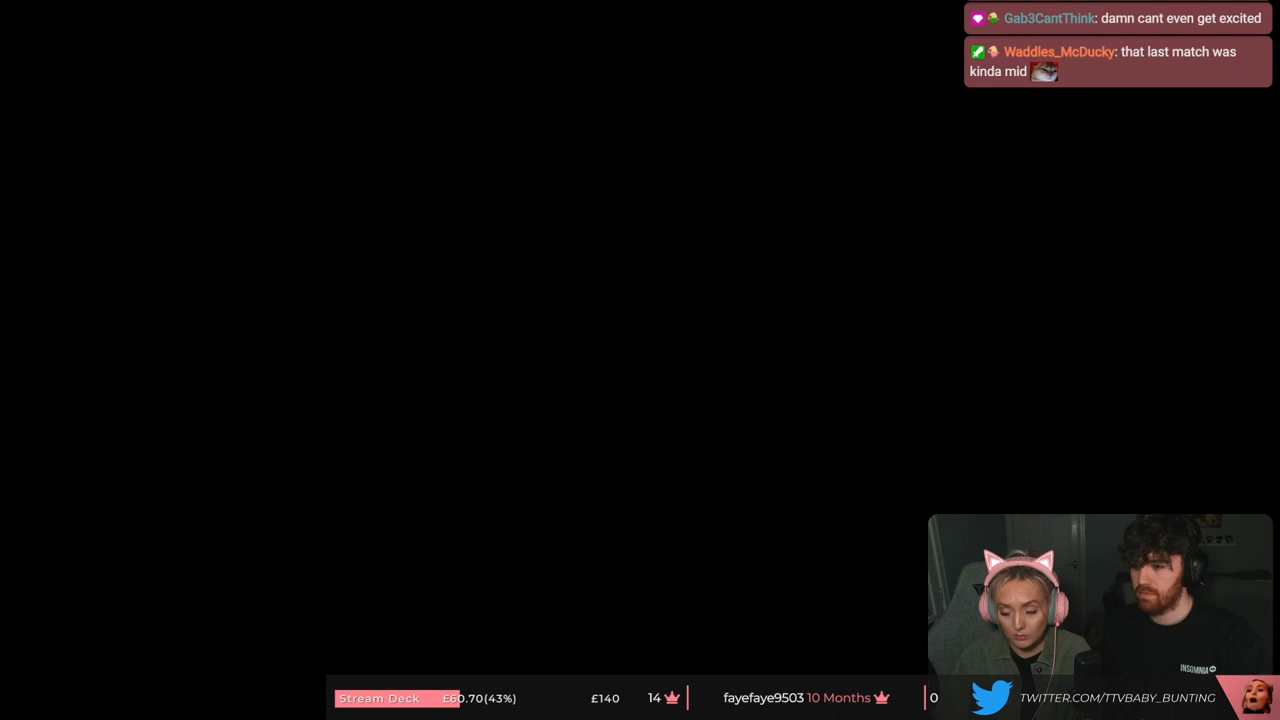 Gab3CantThink: damn cant even get excited
Waddles_McDucky: that last match was
kinda mid
INSOMNIA
Stream Deck £60.70(43%) £140 14 fayefaye9503 10 Months 0 TWITTER.COM/TTVBABY_BUNTING